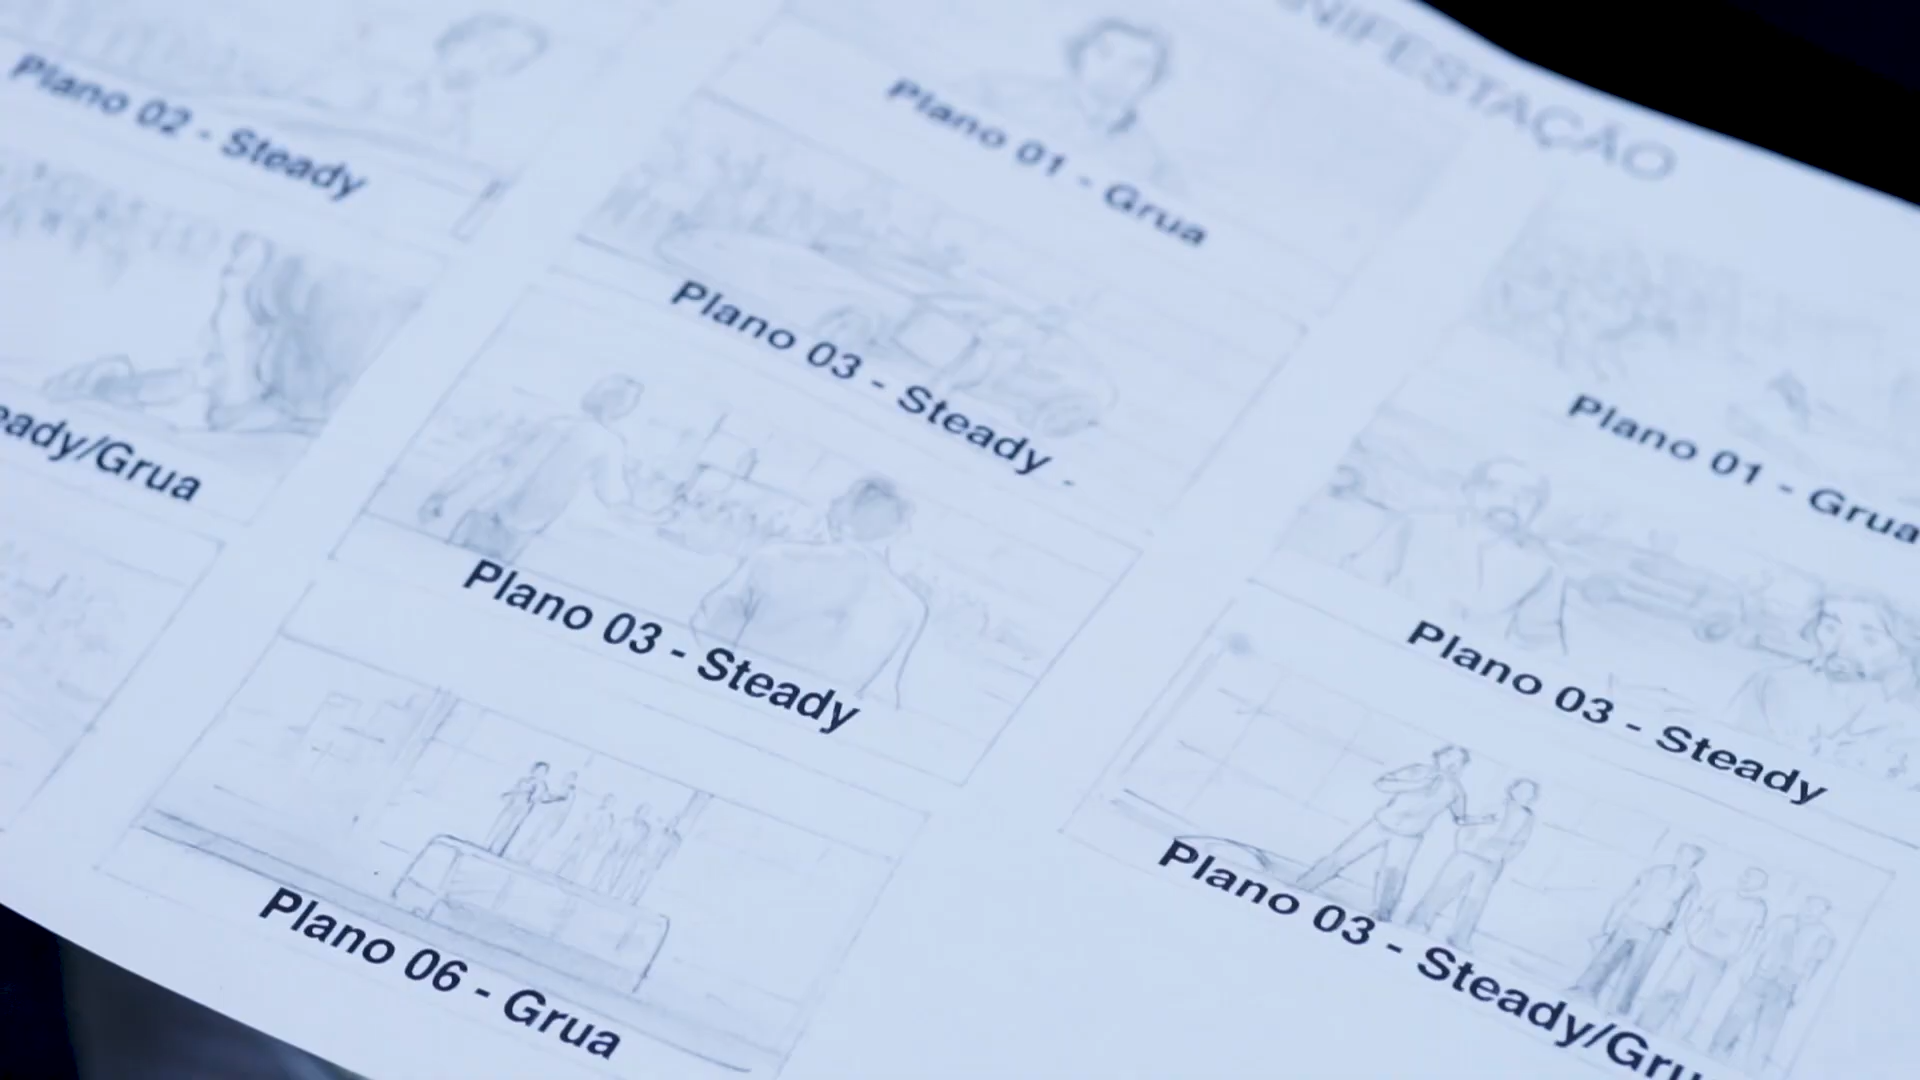 NIFESTAÇÃO
Plano 02 - Steady
Plano 01 - Grua
Plano 01 - Grua
eady/Grua
Plano 03 - Steady -
Plano 03 - Steady
Plano 03 - Steady
Plano 03 - Steady/Gru
Plano 06 - Grua